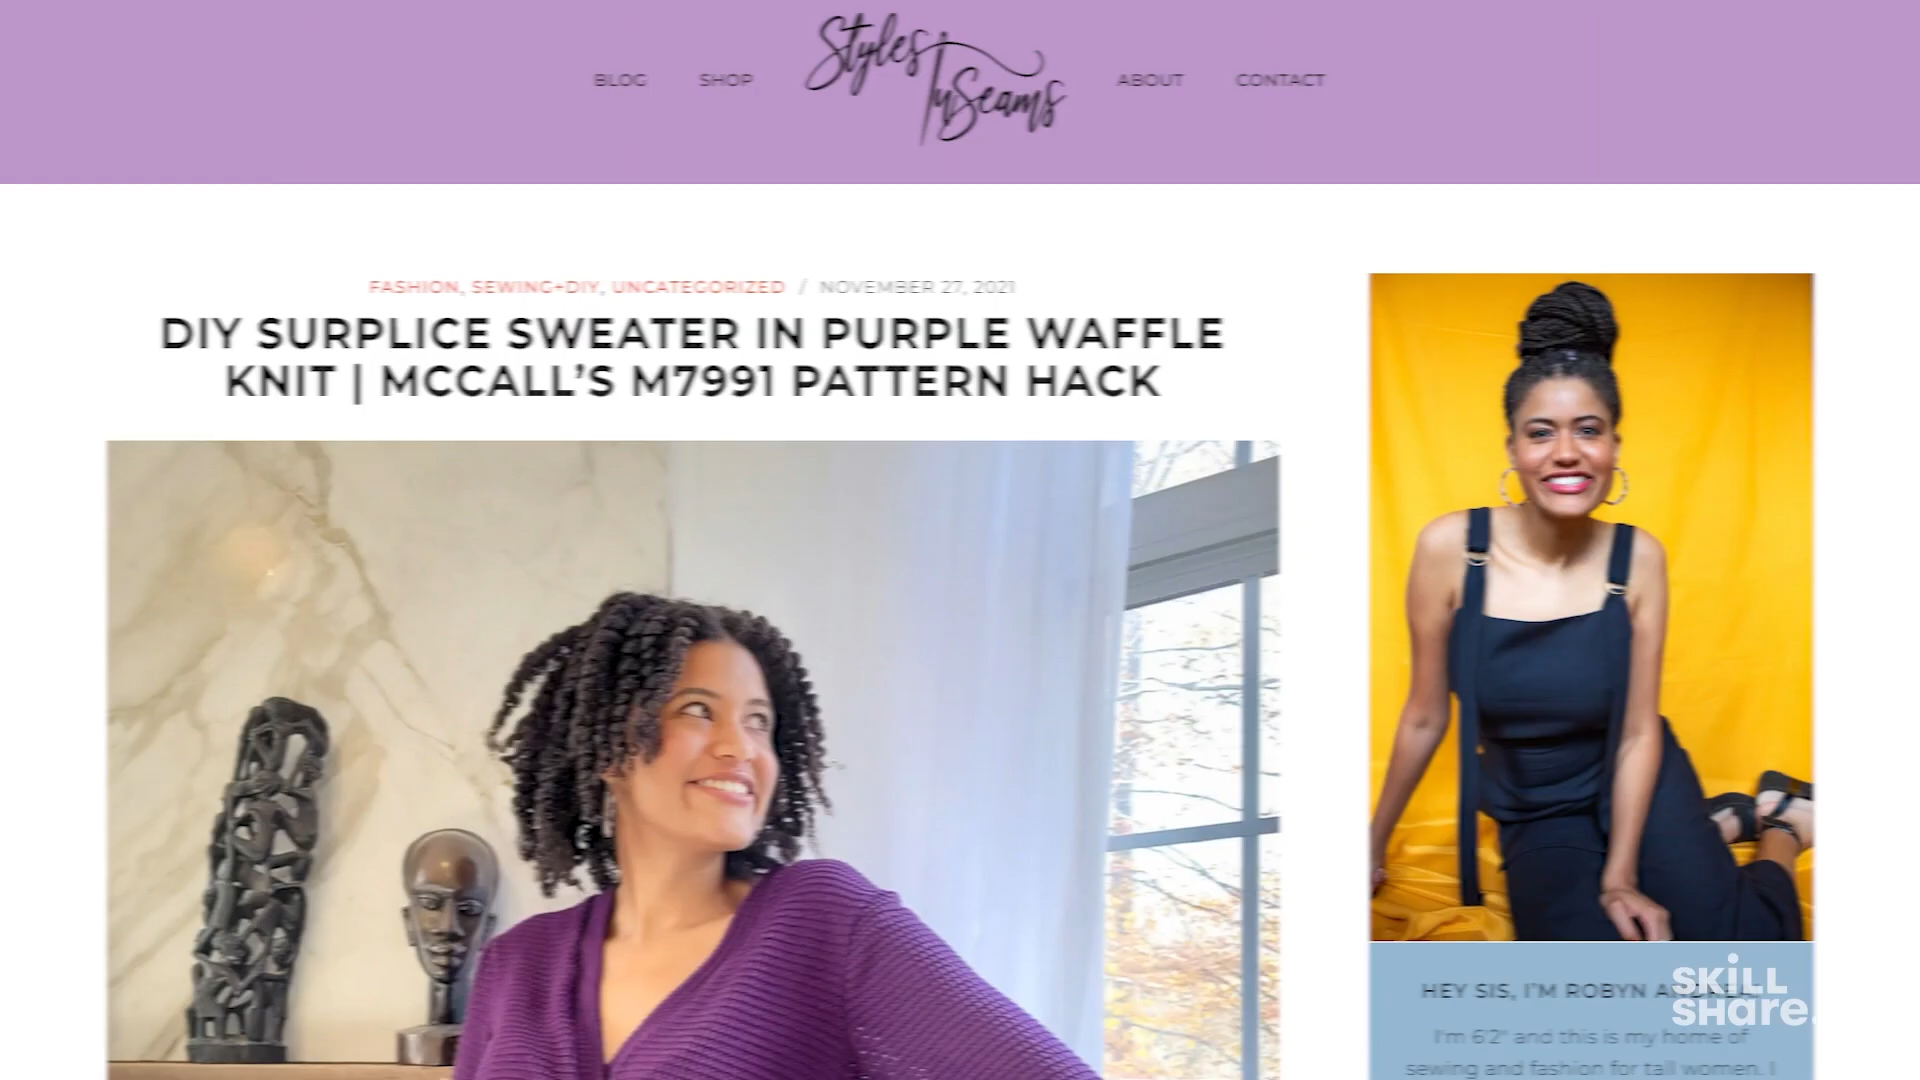 BLOG SHOP Styles InSeams ABOUT CONTACT
FASHION, SEWING+DIY, UNCATEGORIZED / NOVEMBER 27, 2021
DIY SURPLICE SWEATER IN PURPLE WAFFLE
KNIT | MCCALL'S M7991 PATTERN HACK
HEY SIS, I'M ROBYN
I'm 6'2" and this is my home of
sewing and fashion for tall women. I
SKILL
SHare.